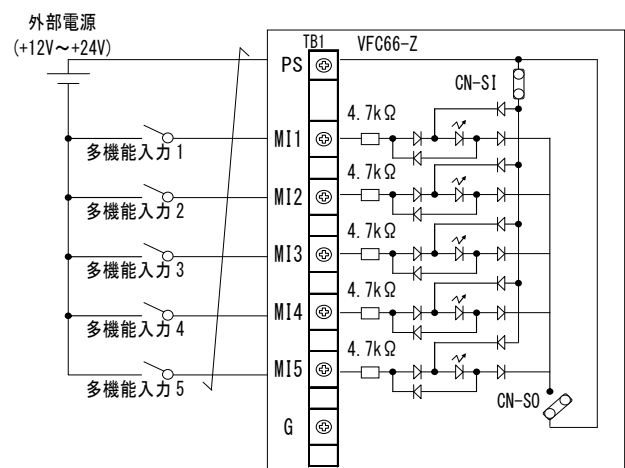 外部電源
(+12V～+24V)
TB1
VFC66-Z
PS
CN-SI
4.7kΩ
MI1
多機能入力1
4.7kΩ
MI2
多機能入力2
4.7kΩ
MI3
多機能入力3
4.7kΩ
MI4
多機能入力4
4.7kΩ
MI5
多機能入力5
CN-SO
G